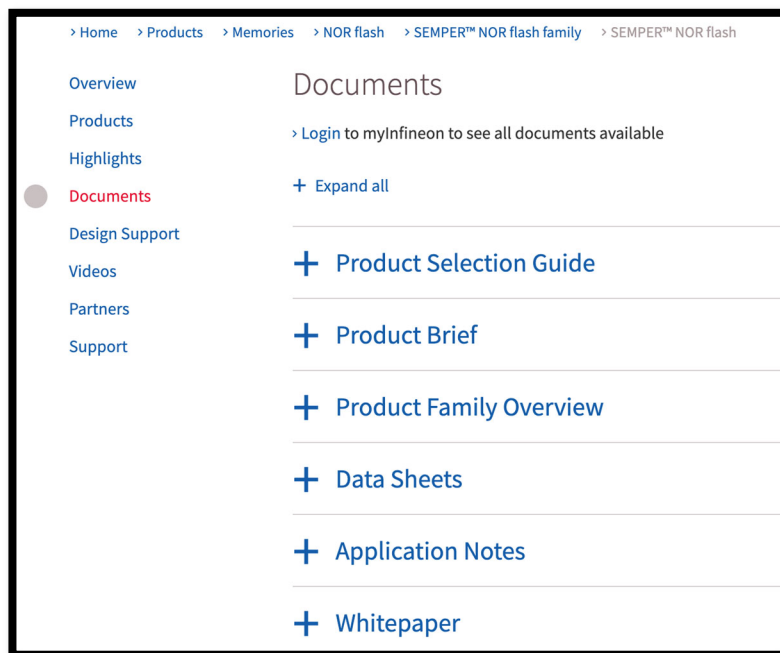 › Home › Products › Memories › NOR flash › SEMPER™ NOR flash family › SEMPER™ NOR flash
Overview
Products
Highlights
Documents
Design Support
Videos
Partners
Support
Documents
› Login to myInfineon to see all documents available
+ Expand all
+ Product Selection Guide
+ Product Brief
+ Product Family Overview
+ Data Sheets
+ Application Notes
+ Whitepaper